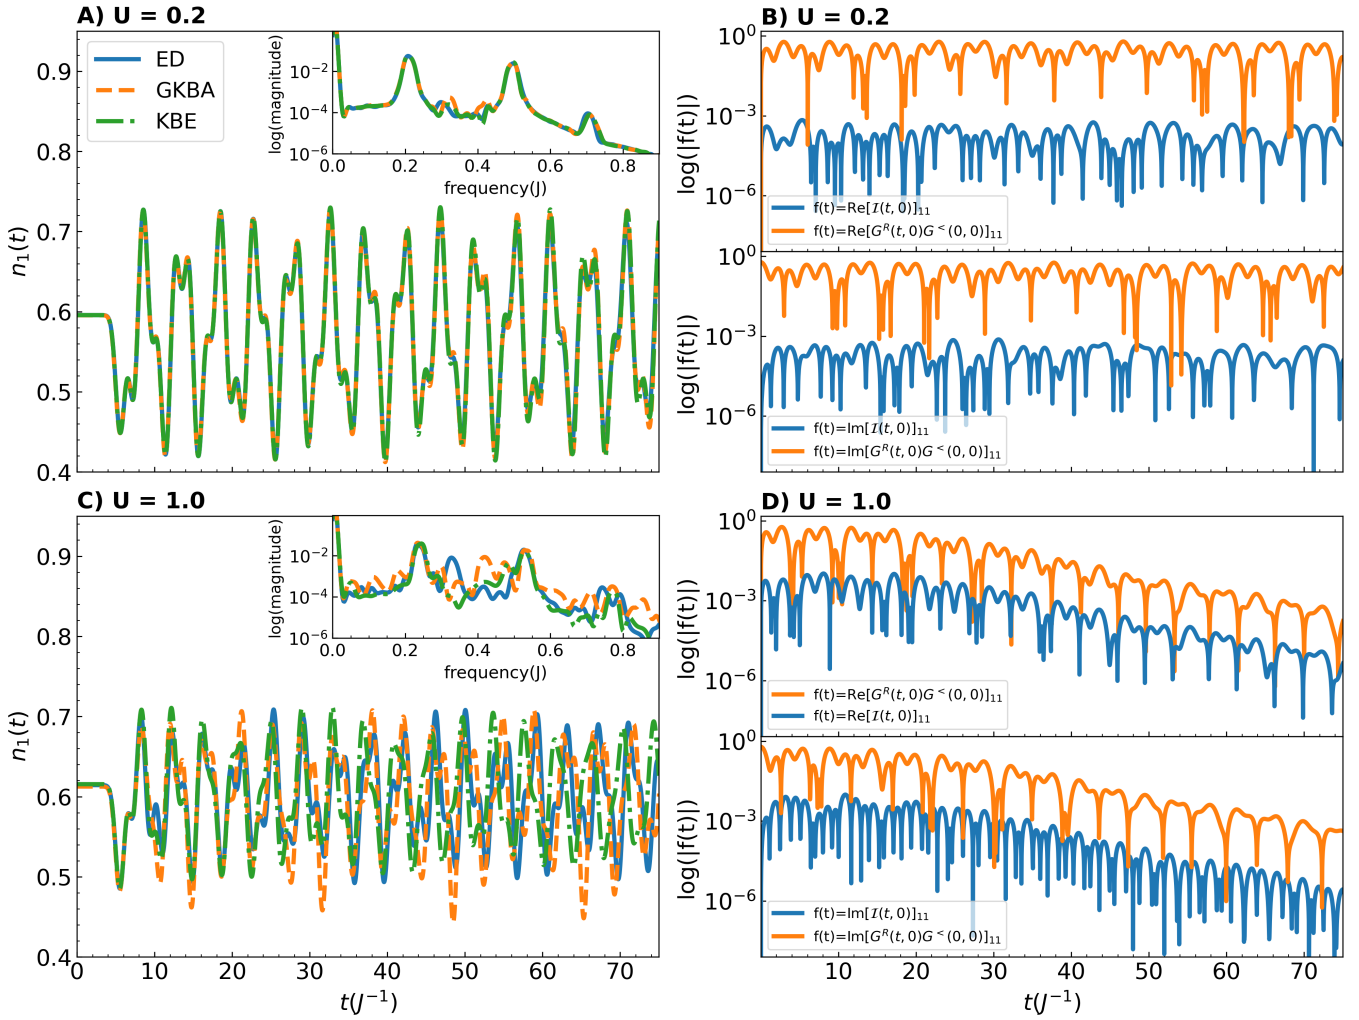 A) U = 0.2
ED
GKBA
KBE
0.9
0.8
0.7
0.6
0.5
0.4
n₁(t)
log(magnitude)
10⁻²
10⁻⁴
10⁻⁶
0.0 0.2 0.4 0.6 0.8
frequency(J)
B) U = 0.2
10⁰
10⁻³
10⁻⁶
log(|f(t)|)
f(t)=Re[𝓘(t, 0)]₁₁
f(t)=Re[Gᴿ(t, 0)G<(0, 0)]₁₁
10⁰
10⁻³
10⁻⁶
log(|f(t)|)
f(t)=Im[𝓘(t, 0)]₁₁
f(t)=Im[Gᴿ(t, 0)G<(0, 0)]₁₁
C) U = 1.0
0.9
0.8
0.7
0.6
0.5
0.4
n₁(t)
log(magnitude)
10⁻²
10⁻⁴
10⁻⁶
0.0 0.2 0.4 0.6 0.8
frequency(J)
0 10 20 30 40 50 60 70
t(J⁻¹)
D) U = 1.0
10⁰
10⁻³
10⁻⁶
log(|f(t)|)
f(t)=Re[Gᴿ(t, 0)G<(0, 0)]₁₁
f(t)=Re[𝓘(t, 0)]₁₁
10⁰
10⁻³
10⁻⁶
log(|f(t)|)
f(t)=Im[𝓘(t, 0)]₁₁
f(t)=Im[Gᴿ(t, 0)G<(0, 0)]₁₁
10 20 30 40 50 60 70
t(J⁻¹)